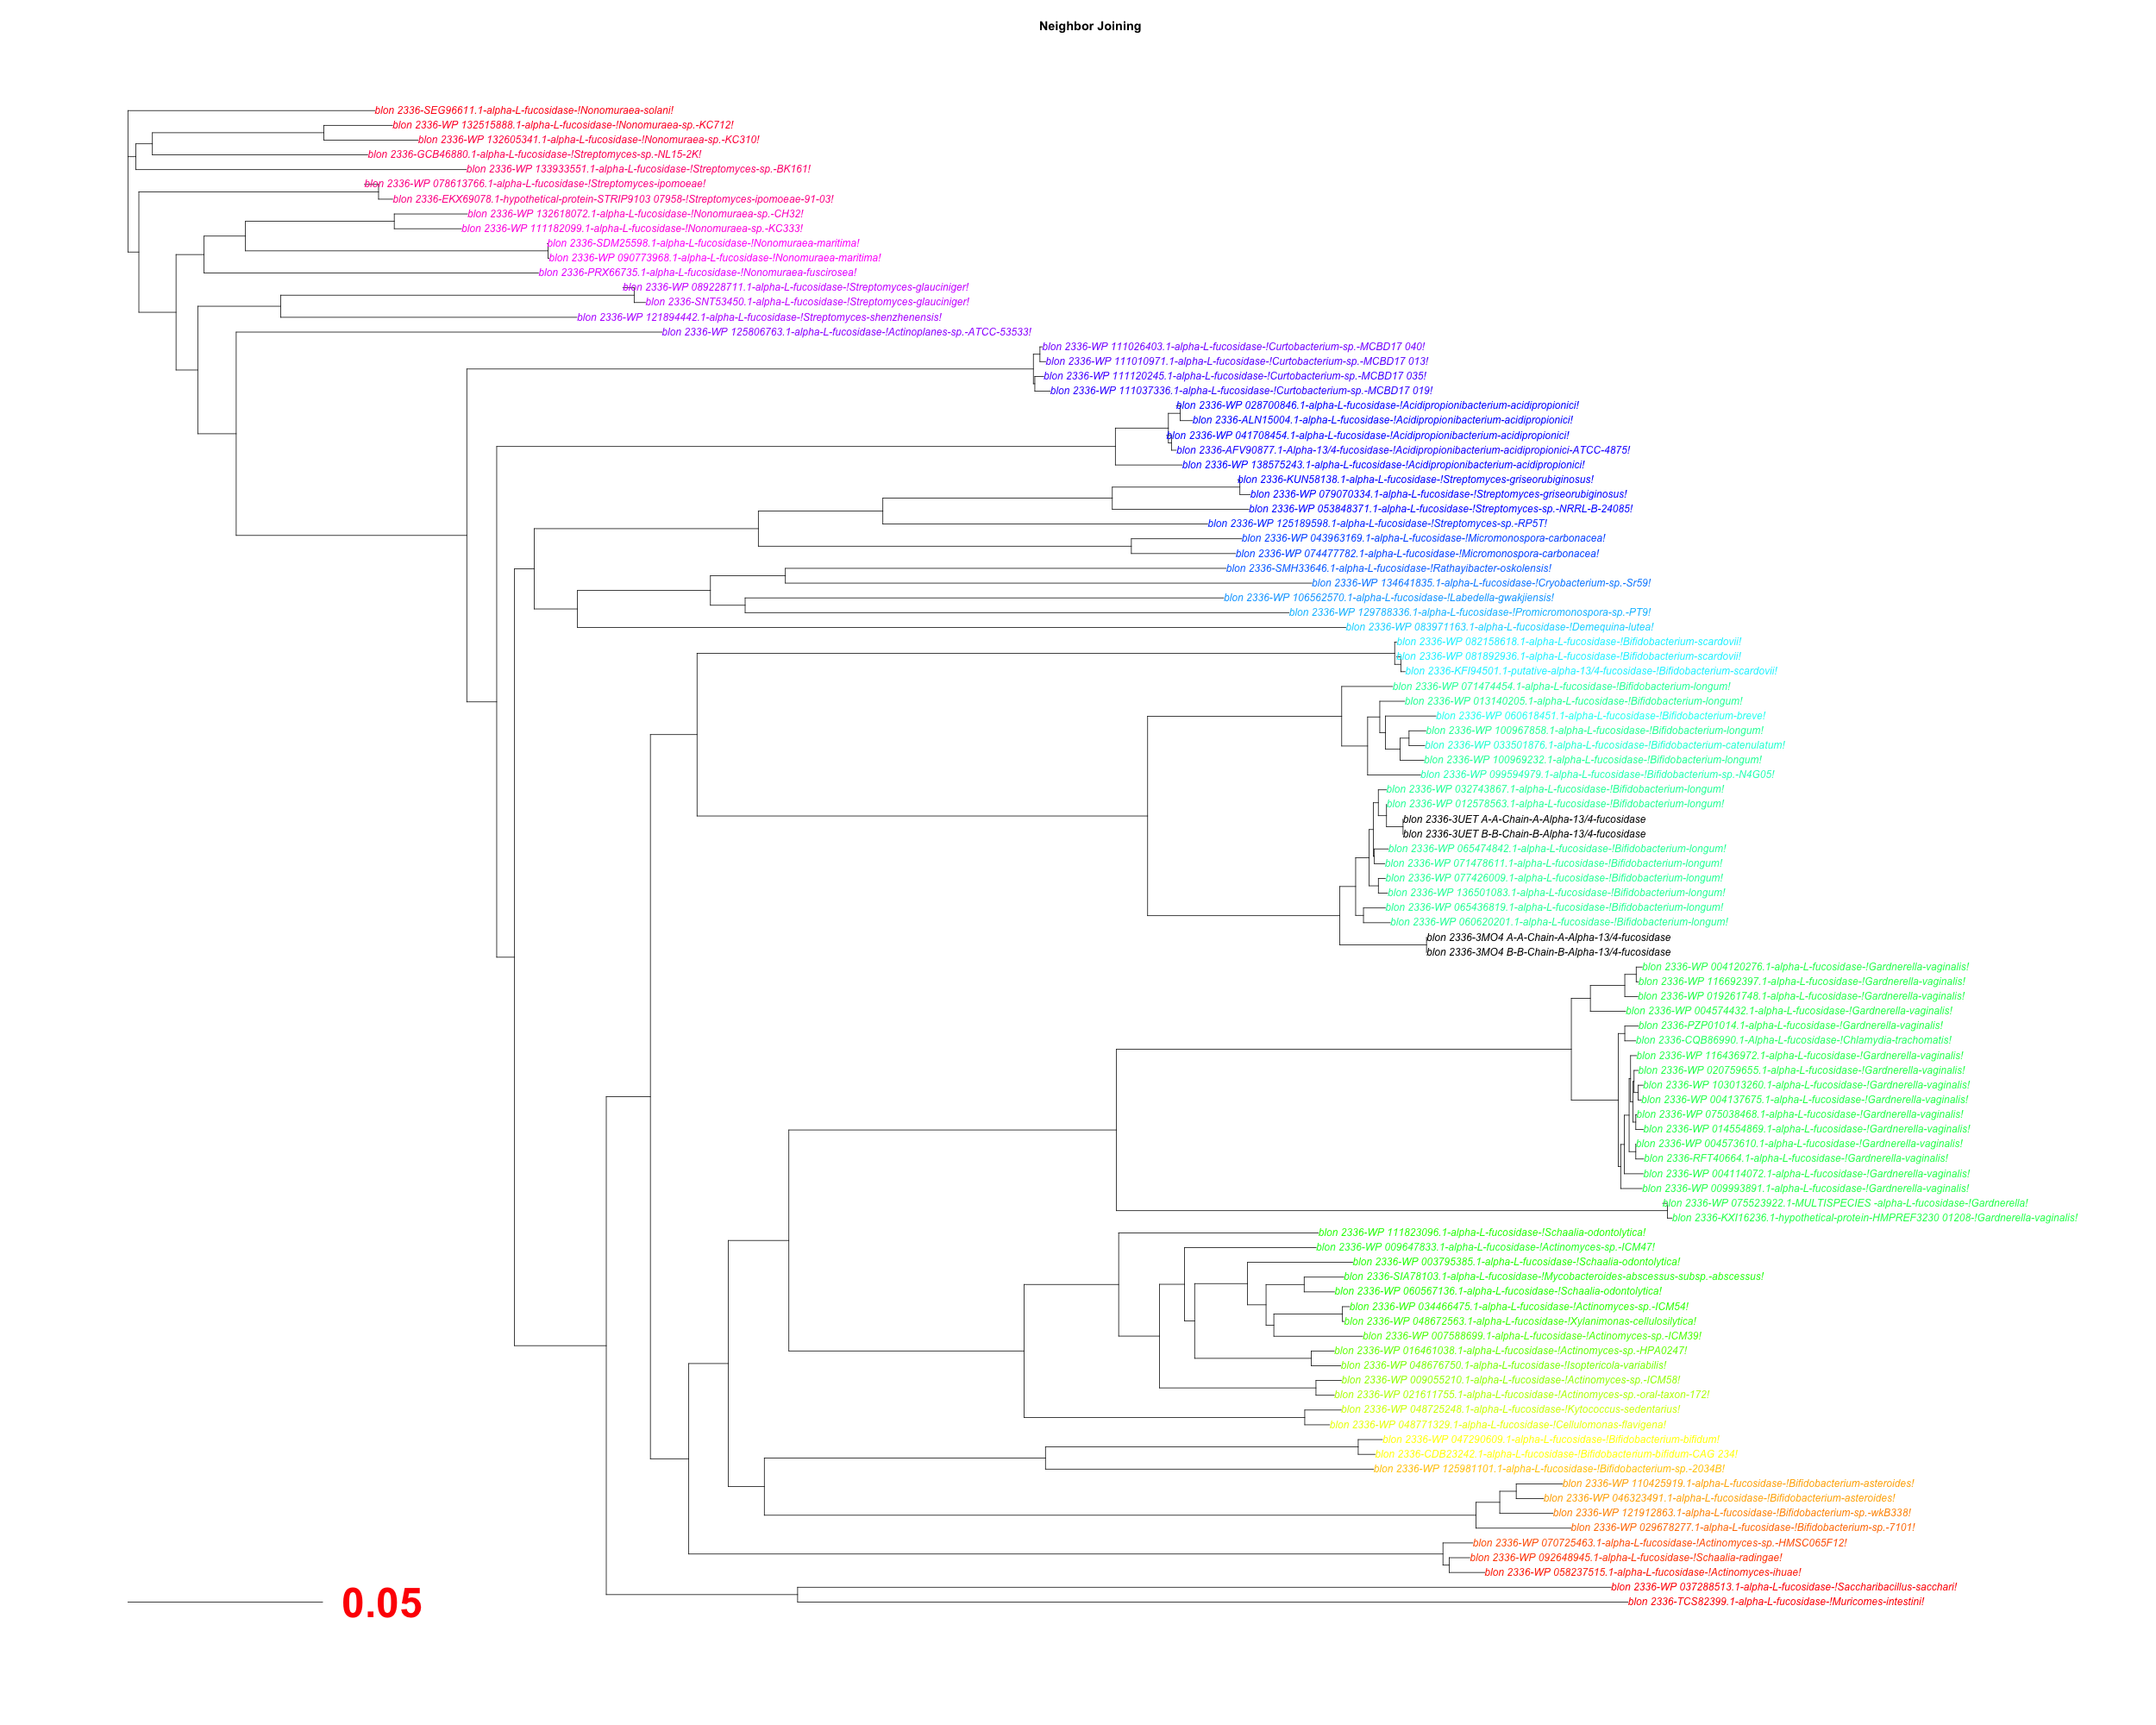 Neighbor Joining
blon 2336-SEG96611.1-alpha-L-fucosidase-!Nonomuraea-solani!
blon 2336-WP 132515888.1-alpha-L-fucosidase-!Nonomuraea-sp.-KC712!
blon 2336-WP 132605341.1-alpha-L-fucosidase-!Nonomuraea-sp.-KC310!
blon 2336-GCB46880.1-alpha-L-fucosidase-!Streptomyces-sp.-NL15-2K!
blon 2336-WP 133933551.1-alpha-L-fucosidase-!Streptomyces-sp.-BK161!
blon 2336-WP 078613766.1-alpha-L-fucosidase-!Streptomyces-ipomoeae!
blon 2336-EKX69078.1-hypothetical-protein-STRIP9103 07958-!Streptomyces-ipomoeae-91-03!
blon 2336-WP 132618072.1-alpha-L-fucosidase-!Nonomuraea-sp.-CH32!
blon 2336-WP 111182099.1-alpha-L-fucosidase-!Nonomuraea-sp.-KC333!
blon 2336-SDM25598.1-alpha-L-fucosidase-!Nonomuraea-maritima!
blon 2336-WP 090773968.1-alpha-L-fucosidase-!Nonomuraea-maritima!
blon 2336-PRX66735.1-alpha-L-fucosidase-!Nonomuraea-fuscirosea!
blon 2336-WP 089228711.1-alpha-L-fucosidase-!Streptomyces-glauciniger!
blon 2336-SNT53450.1-alpha-L-fucosidase-!Streptomyces-glauciniger!
blon 2336-WP 121894442.1-alpha-L-fucosidase-!Streptomyces-shenzhenensis!
blon 2336-WP 125806763.1-alpha-L-fucosidase-!Actinoplanes-sp.-ATCC-53533!
blon 2336-WP 111026403.1-alpha-L-fucosidase-!Curtobacterium-sp.-MCBD17 040!
blon 2336-WP 111010971.1-alpha-L-fucosidase-!Curtobacterium-sp.-MCBD17 013!
blon 2336-WP 111120245.1-alpha-L-fucosidase-!Curtobacterium-sp.-MCBD17 035!
blon 2336-WP 111037336.1-alpha-L-fucosidase-!Curtobacterium-sp.-MCBD17 019!
blon 2336-WP 028700846.1-alpha-L-fucosidase-!Acidipropionibacterium-acidipropionici!
blon 2336-ALN15004.1-alpha-L-fucosidase-!Acidipropionibacterium-acidipropionici!
blon 2336-WP 041708454.1-alpha-L-fucosidase-!Acidipropionibacterium-acidipropionici!
blon 2336-AFV90877.1-Alpha-13/4-fucosidase-!Acidipropionibacterium-acidipropionici-ATCC-4875!
blon 2336-WP 138575243.1-alpha-L-fucosidase-!Acidipropionibacterium-acidipropionici!
blon 2336-KUN58138.1-alpha-L-fucosidase-!Streptomyces-griseorubiginosus!
blon 2336-WP 079070334.1-alpha-L-fucosidase-!Streptomyces-griseorubiginosus!
blon 2336-WP 053848371.1-alpha-L-fucosidase-!Streptomyces-sp.-NRRL-B-24085!
blon 2336-WP 125189598.1-alpha-L-fucosidase-!Streptomyces-sp.-RP5T!
blon 2336-WP 043963169.1-alpha-L-fucosidase-!Micromonospora-carbonacea!
blon 2336-WP 074477782.1-alpha-L-fucosidase-!Micromonospora-carbonacea!
blon 2336-SMH33646.1-alpha-L-fucosidase-!Rathayibacter-oskolensis!
blon 2336-WP 134641835.1-alpha-L-fucosidase-!Cryobacterium-sp.-Sr59!
blon 2336-WP 106562570.1-alpha-L-fucosidase-!Labedella-gwakjiensis!
blon 2336-WP 129788336.1-alpha-L-fucosidase-!Promicromonospora-sp.-PT9!
blon 2336-WP 083971163.1-alpha-L-fucosidase-!Demequina-lutea!
blon 2336-WP 082158618.1-alpha-L-fucosidase-!Bifidobacterium-scardovii!
blon 2336-WP 081892936.1-alpha-L-fucosidase-!Bifidobacterium-scardovii!
blon 2336-KFI94501.1-putative-alpha-13/4-fucosidase-!Bifidobacterium-scardovii!
blon 2336-WP 071474454.1-alpha-L-fucosidase-!Bifidobacterium-longum!
blon 2336-WP 013140205.1-alpha-L-fucosidase-!Bifidobacterium-longum!
blon 2336-WP 060618451.1-alpha-L-fucosidase-!Bifidobacterium-breve!
blon 2336-WP 100967858.1-alpha-L-fucosidase-!Bifidobacterium-longum!
blon 2336-WP 033501876.1-alpha-L-fucosidase-!Bifidobacterium-catenulatum!
blon 2336-WP 100969232.1-alpha-L-fucosidase-!Bifidobacterium-longum!
blon 2336-WP 099594979.1-alpha-L-fucosidase-!Bifidobacterium-sp.-N4G05!
blon 2336-WP 032743867.1-alpha-L-fucosidase-!Bifidobacterium-longum!
blon 2336-WP 012578563.1-alpha-L-fucosidase-!Bifidobacterium-longum!
blon 2336-3UET A-A-Chain-A-Alpha-13/4-fucosidase
blon 2336-3UET B-B-Chain-B-Alpha-13/4-fucosidase
blon 2336-WP 065474842.1-alpha-L-fucosidase-!Bifidobacterium-longum!
blon 2336-WP 071478611.1-alpha-L-fucosidase-!Bifidobacterium-longum!
blon 2336-WP 077426009.1-alpha-L-fucosidase-!Bifidobacterium-longum!
blon 2336-WP 136501083.1-alpha-L-fucosidase-!Bifidobacterium-longum!
blon 2336-WP 065436819.1-alpha-L-fucosidase-!Bifidobacterium-longum!
blon 2336-WP 060620201.1-alpha-L-fucosidase-!Bifidobacterium-longum!
blon 2336-3MO4 A-A-Chain-A-Alpha-13/4-fucosidase
blon 2336-3MO4 B-B-Chain-B-Alpha-13/4-fucosidase
blon 2336-WP 004120276.1-alpha-L-fucosidase-!Gardnerella-vaginalis!
blon 2336-WP 116692397.1-alpha-L-fucosidase-!Gardnerella-vaginalis!
blon 2336-WP 019261748.1-alpha-L-fucosidase-!Gardnerella-vaginalis!
blon 2336-WP 004574432.1-alpha-L-fucosidase-!Gardnerella-vaginalis!
blon 2336-PZP01014.1-alpha-L-fucosidase-!Gardnerella-vaginalis!
blon 2336-CQB86990.1-Alpha-L-fucosidase-!Chlamydia-trachomatis!
blon 2336-WP 116436972.1-alpha-L-fucosidase-!Gardnerella-vaginalis!
blon 2336-WP 020759655.1-alpha-L-fucosidase-!Gardnerella-vaginalis!
blon 2336-WP 103013260.1-alpha-L-fucosidase-!Gardnerella-vaginalis!
blon 2336-WP 004137675.1-alpha-L-fucosidase-!Gardnerella-vaginalis!
blon 2336-WP 075038468.1-alpha-L-fucosidase-!Gardnerella-vaginalis!
blon 2336-WP 014554869.1-alpha-L-fucosidase-!Gardnerella-vaginalis!
blon 2336-WP 004573610.1-alpha-L-fucosidase-!Gardnerella-vaginalis!
blon 2336-RFT40664.1-alpha-L-fucosidase-!Gardnerella-vaginalis!
blon 2336-WP 004114072.1-alpha-L-fucosidase-!Gardnerella-vaginalis!
blon 2336-WP 009993891.1-alpha-L-fucosidase-!Gardnerella-vaginalis!
blon 2336-WP 075523922.1-MULTISPECIES -alpha-L-fucosidase-!Gardnerella!
blon 2336-KXI16236.1-hypothetical-protein-HMPREF3230 01208-!Gardnerella-vaginalis!
blon 2336-WP 111823096.1-alpha-L-fucosidase-!Schaalia-odontolytica!
blon 2336-WP 009647833.1-alpha-L-fucosidase-!Actinomyces-sp.-ICM47!
blon 2336-WP 003795385.1-alpha-L-fucosidase-!Schaalia-odontolytica!
blon 2336-SIA78103.1-alpha-L-fucosidase-!Mycobacteroides-abscessus-subsp.-abscessus!
blon 2336-WP 060567136.1-alpha-L-fucosidase-!Schaalia-odontolytica!
blon 2336-WP 034466475.1-alpha-L-fucosidase-!Actinomyces-sp.-ICM54!
blon 2336-WP 048672563.1-alpha-L-fucosidase-!Xylanimonas-cellulosilytica!
blon 2336-WP 007588699.1-alpha-L-fucosidase-!Actinomyces-sp.-ICM39!
blon 2336-WP 016461038.1-alpha-L-fucosidase-!Actinomyces-sp.-HPA0247!
blon 2336-WP 048676750.1-alpha-L-fucosidase-!Isoptericola-variabilis!
blon 2336-WP 009055210.1-alpha-L-fucosidase-!Actinomyces-sp.-ICM58!
blon 2336-WP 021611755.1-alpha-L-fucosidase-!Actinomyces-sp.-oral-taxon-172!
blon 2336-WP 048725248.1-alpha-L-fucosidase-!Kytococcus-sedentarius!
blon 2336-WP 048771329.1-alpha-L-fucosidase-!Cellulomonas-flavigena!
blon 2336-WP 047290609.1-alpha-L-fucosidase-!Bifidobacterium-bifidum!
blon 2336-CDB23242.1-alpha-L-fucosidase-!Bifidobacterium-bifidum-CAG 234!
blon 2336-WP 125981101.1-alpha-L-fucosidase-!Bifidobacterium-sp.-2034B!
blon 2336-WP 110425919.1-alpha-L-fucosidase-!Bifidobacterium-asteroides!
blon 2336-WP 046323491.1-alpha-L-fucosidase-!Bifidobacterium-asteroides!
blon 2336-WP 121912863.1-alpha-L-fucosidase-!Bifidobacterium-sp.-wkB338!
blon 2336-WP 029678277.1-alpha-L-fucosidase-!Bifidobacterium-sp.-7101!
blon 2336-WP 070725463.1-alpha-L-fucosidase-!Actinomyces-sp.-HMSC065F12!
blon 2336-WP 092648945.1-alpha-L-fucosidase-!Schaalia-radingae!
blon 2336-WP 058237515.1-alpha-L-fucosidase-!Actinomyces-ihuae!
blon 2336-WP 037288513.1-alpha-L-fucosidase-!Saccharibacillus-sacchari!
blon 2336-TCS82399.1-alpha-L-fucosidase-!Muricomes-intestini!
0.05